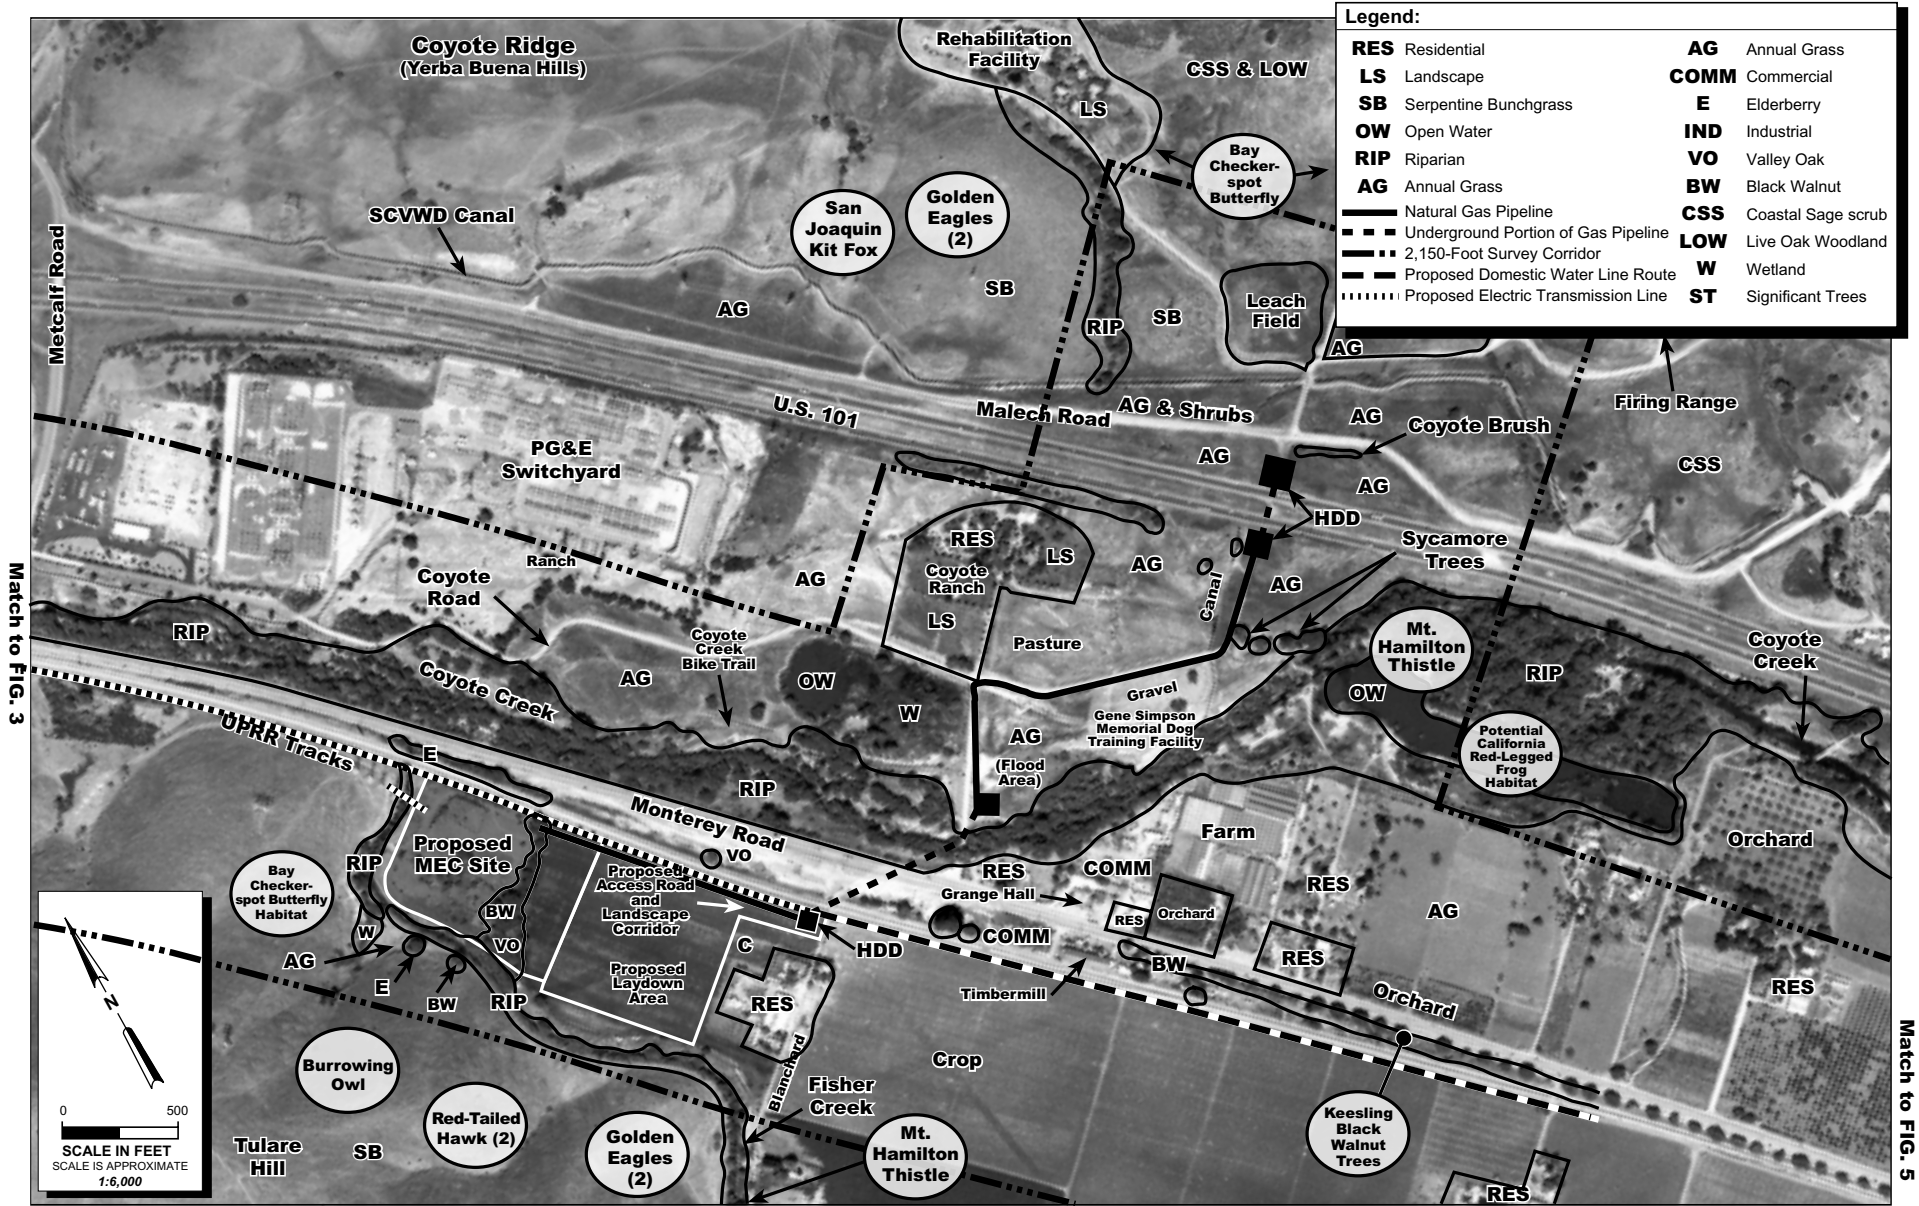 Legend:
RES Residential
LS Landscape
SB Serpentine Bunchgrass
OW Open Water
RIP Riparian
AG Annual Grass
Natural Gas Pipeline
Underground Portion of Gas Pipeline
2,150-Foot Survey Corridor
Proposed Domestic Water Line Route
Proposed Electric Transmission Line
AG Annual Grass
COMM Commercial
E Elderberry
IND Industrial
VO Valley Oak
BW Black Walnut
CSS Coastal Sage scrub
LOW Live Oak Woodland
W Wetland
ST Significant Trees
Coyote Ridge
(Yerba Buena Hills)
Rehabilitation
Facility
CSS & LOW
LS
Bay
Checker-
spot
Butterfly
San
Joaquin
Kit Fox
Golden
Eagles
(2)
SCVWD Canal
Metcalf Road
SB
AG
RIP
SB
Leach
Field
AG
Firing Range
U.S. 101
Malech Road
AG & Shrubs
AG
Coyote Brush
AG
AG
CSS
PG&E
Switchyard
HDD
Sycamore
Trees
Ranch
RES
LS
Coyote
Ranch
LS
AG
AG
AG
Canal
Pasture
Coyote
Road
Match to FIG. 3
RIP
Coyote
Creek
Bike Trail
AG
OW
Coyote Creek
W
Gravel
Gene Simpson
Memorial Dog
Training Facility
AG
(Flood
Area)
Mt.
Hamilton
Thistle
OW
RIP
Coyote
Creek
Potential
California
Red-Legged
Frog
Habitat
UPRR Tracks
E
RIP
Monterey Road
VO
Proposed
MEC Site
RIP
Bay
Checker-
spot Butterfly
Habitat
BW
VO
W
AG
E
BW
RIP
Proposed
Access Road
and
Landscape
Corridor
Proposed
Laydown
Area
C
HDD
RES
Blanchard
RES
COMM
Grange Hall
COMM
Farm
RES
Orchard
RES
AG
Orchard
RES
BW
Timbermill
Orchard
RES
Crop
Keesling
Black
Walnut
Trees
RES
Match to FIG. 5
Burrowing
Owl
Red-Tailed
Hawk (2)
Golden
Eagles
(2)
Fisher
Creek
Mt.
Hamilton
Thistle
Tulare
Hill
SB
N
0 500
SCALE IN FEET
SCALE IS APPROXIMATE
1:6,000